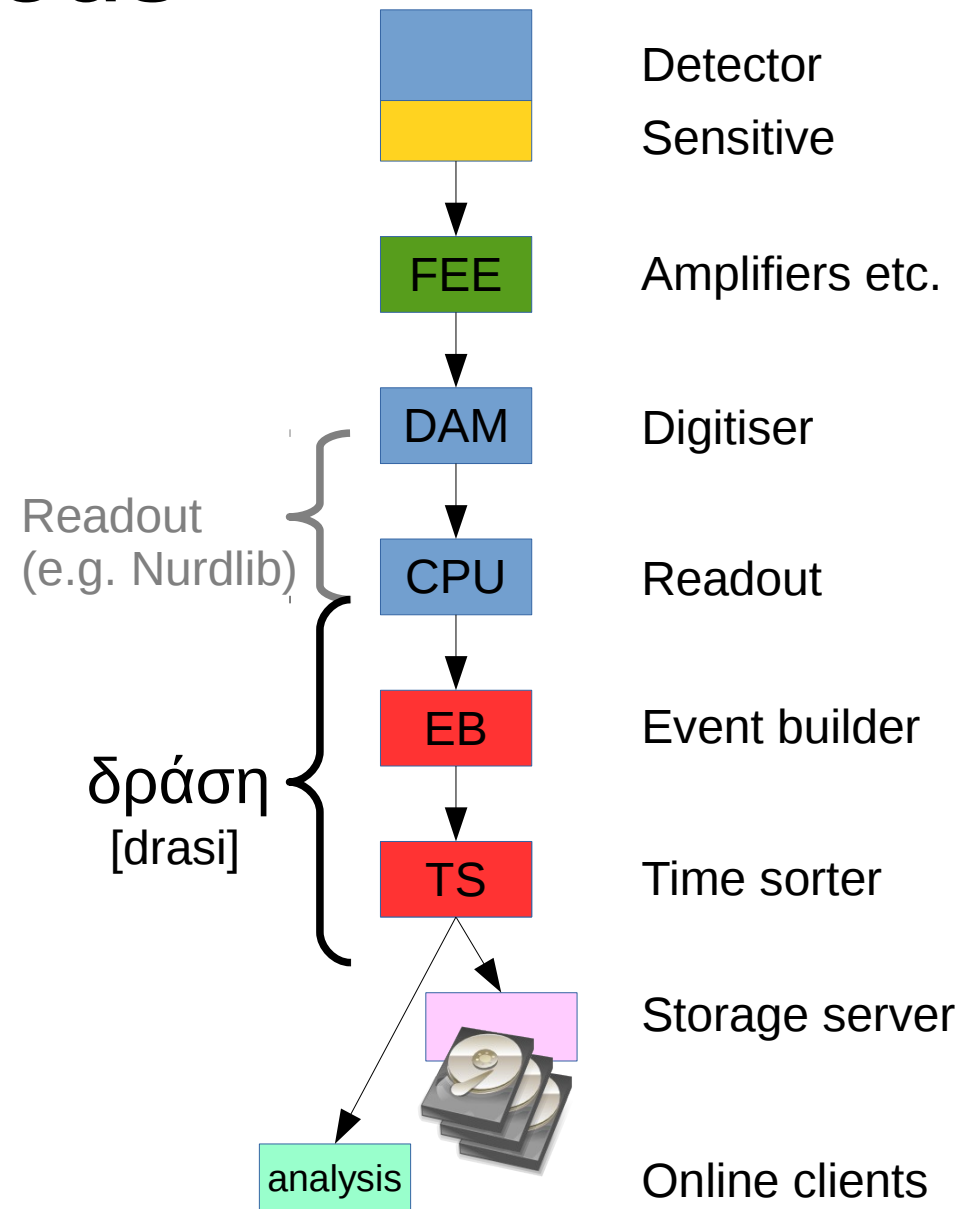 Detector
Sensitive
FEE
Amplifiers etc.
DAM
Digitiser
Readout
(e.g. Nurdlib)
CPU
Readout
EB
Event builder
δράση
[drasi]
TS
Time sorter
Storage server
analysis
Online clients